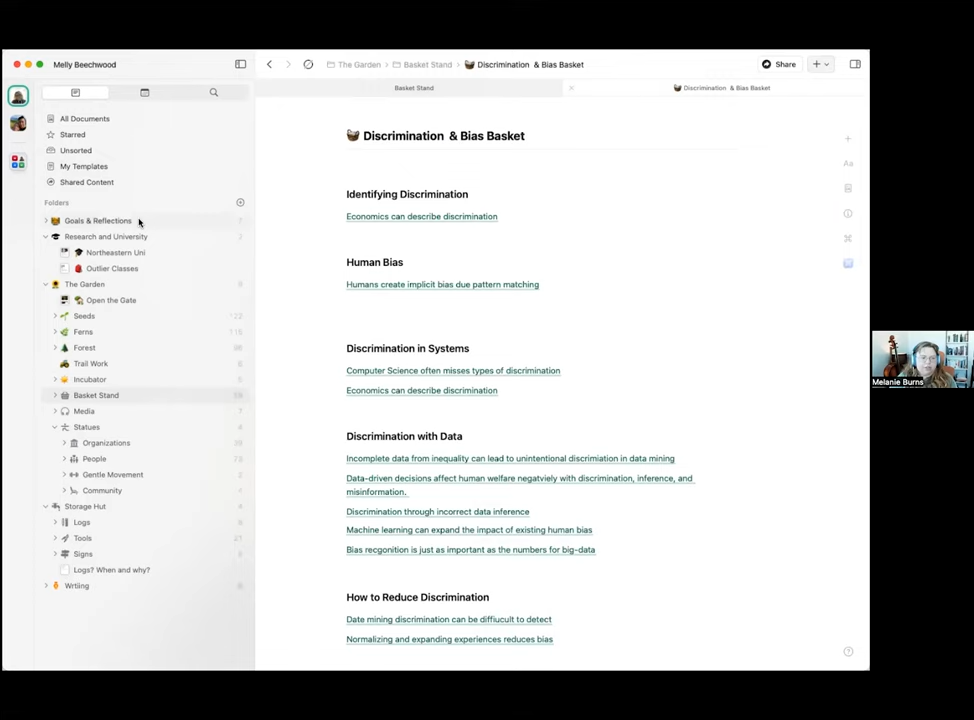 Melly Beechwood
The Garden
Basket Stand
Discrimination & Bias Basket
Share
Basket Stand
Discrimination & Bias Basket
All Documents
Starred
Unsorted
My Templates
Shared Content
Folders
Goals & Reflections
7
Research and University
2
Northeastern Uni
Outlier Classes
The Garden
Open the Gate
Seeds
Ferns
Forest
Trail Work
Incubator
Basket Stand
Media
7
Statues
Organizations
People
Gentle Movement
Community
Storage Hut
Logs
Tools
Signs
Logs? When and why?
Wrtiing
Discrimination & Bias Basket
Identifying Discrimination
Economics can describe discrimination
Human Bias
Humans create implicit bias due pattern matching
Discrimination in Systems
Computer Science often misses types of discrimination
Economics can describe discrimination
Discrimination with Data
Incomplete data from inequality can lead to unintentional discrimiation in data mining
Data-driven decisions affect human welfare negatviely with discrimination, inference, and
misinformation.
Discrimination through incorrect data inference
Machine learning can expand the impact of existing human bias
Bias recgonition is just as important as the numbers for big-data
How to Reduce Discrimination
Date mining discrimination can be diffiucult to detect
Normalizing and expanding experiences reduces bias
Aa
Melanie Burns